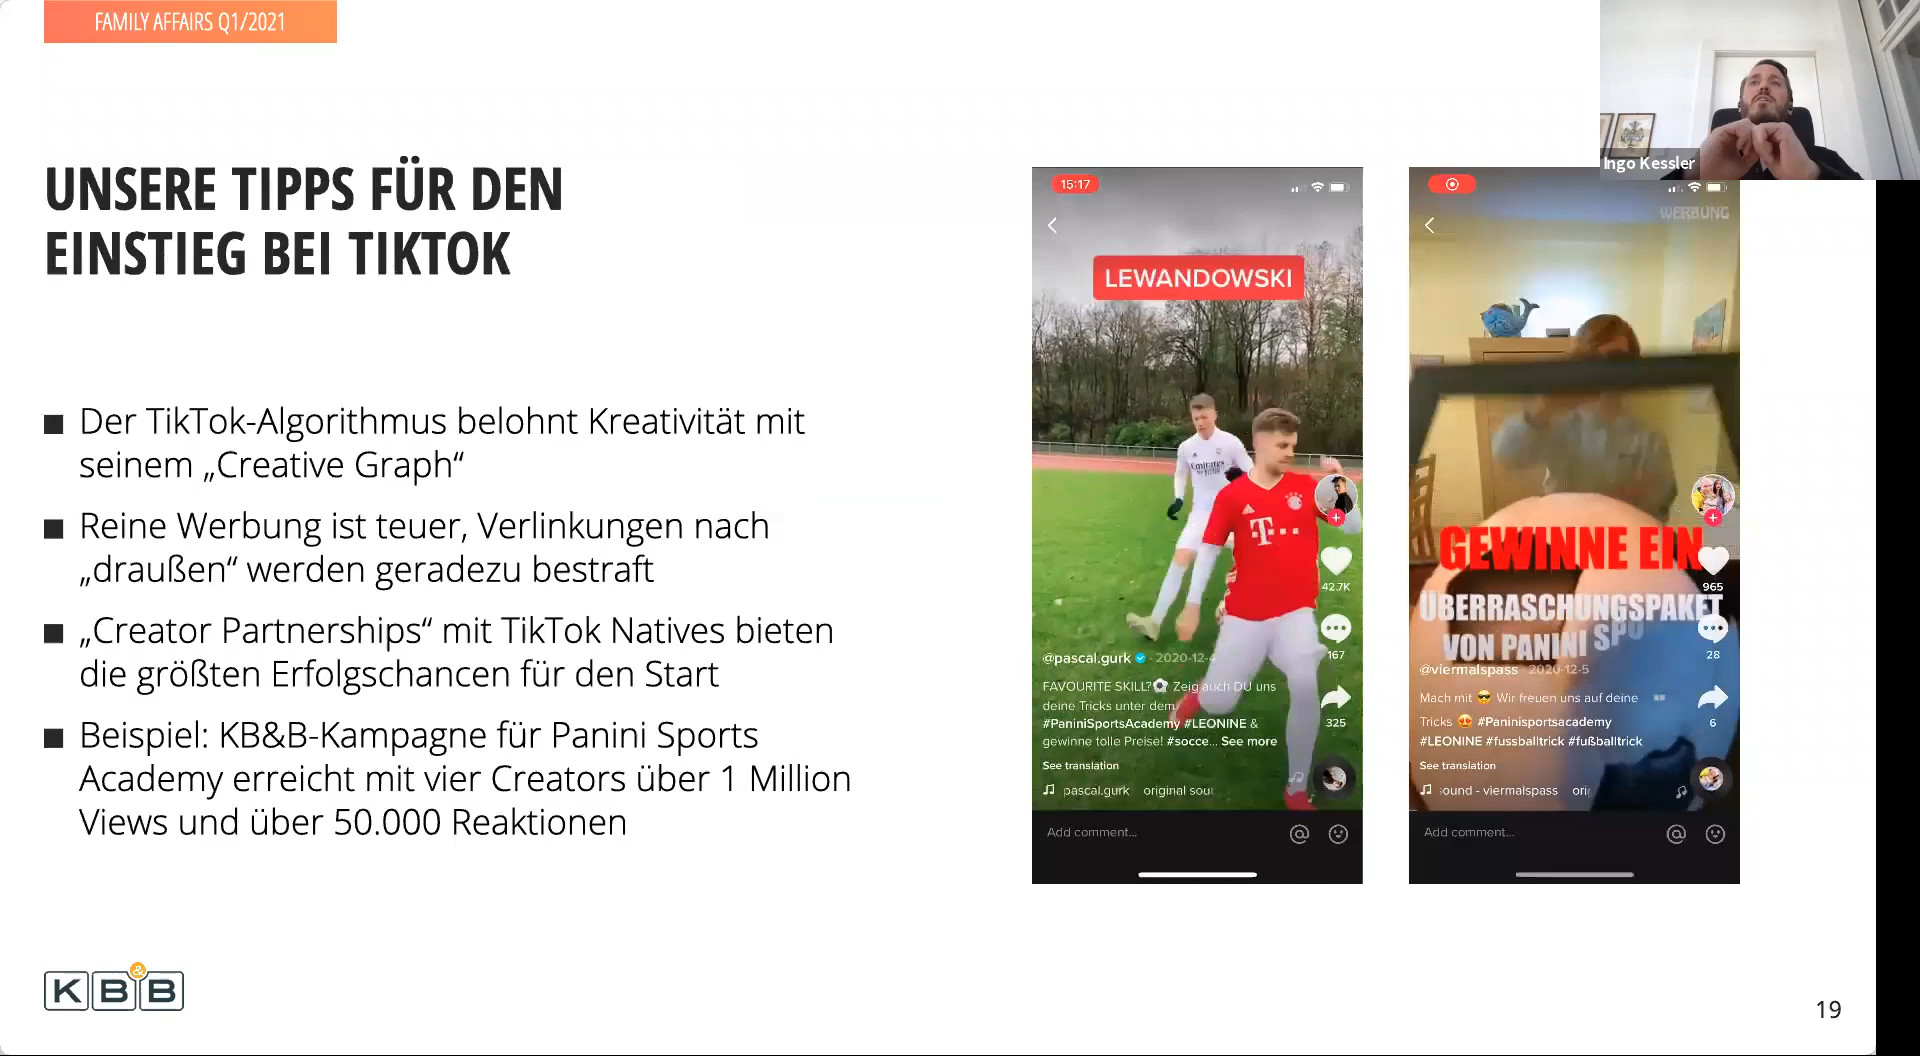 FAMILY AFFAIRS Q1/2021
Ingo Kessler
UNSERE TIPPS FÜR DEN
EINSTIEG BEI TIKTOK
■ Der TikTok-Algorithmus belohnt Kreativität mit
seinem „Creative Graph“
■ Reine Werbung ist teuer, Verlinkungen nach
„draußen“ werden geradezu bestraft
■ „Creator Partnerships“ mit TikTok Natives bieten
die größten Erfolgschancen für den Start
■ Beispiel: KB&B-Kampagne für Panini Sports
Academy erreicht mit vier Creators über 1 Million
Views und über 50.000 Reaktionen
15:17
LEWANDOWSKI
Emirates
T
42.7K
167
@pascal.gurk · 2020-12-4
FAVOURITE SKILL?⚽ Zeig auch DU uns
deine Tricks unter dem
#PaniniSportsAcademy #LEONINE &
gewinne tolle Preise! #socce... See more
325
See translation
pascal.gurk original soun
Add comment...
WERBUNG
GEWINNE EIN
965
ÜBERRASCHUNGSPAKET
VON PANINI SPO
28
@viermalspass · 2020-12-5
Mach mit 😎 Wir freuen uns auf deine
Tricks 😍 #Paninisportsacademy
#LEONINE #fussballtrick #fußballtrick
6
See translation
sound - viermalspass ori
Add comment...
KB&B
19